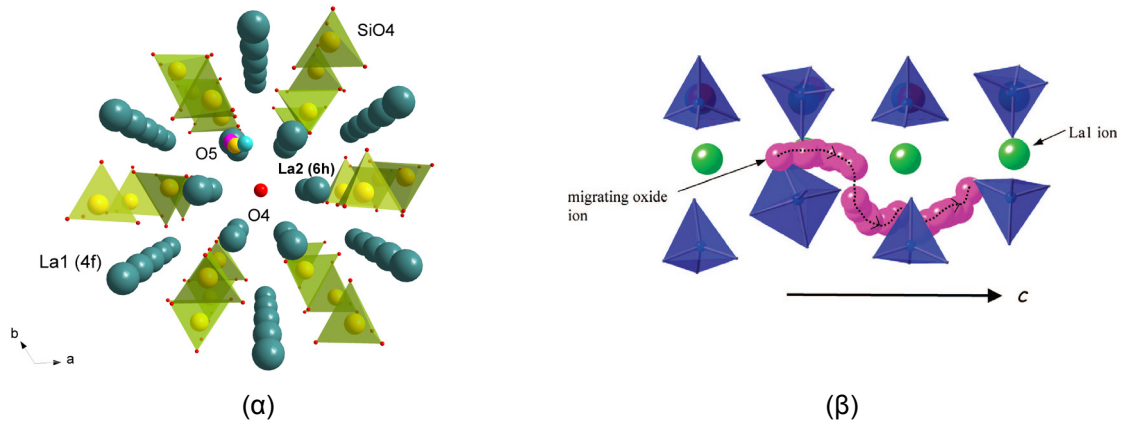 SiO4
O5
La2 (6h)
O4
La1 (4f)
b
a
(α)
La1 ion
migrating oxide
ion
c
(β)